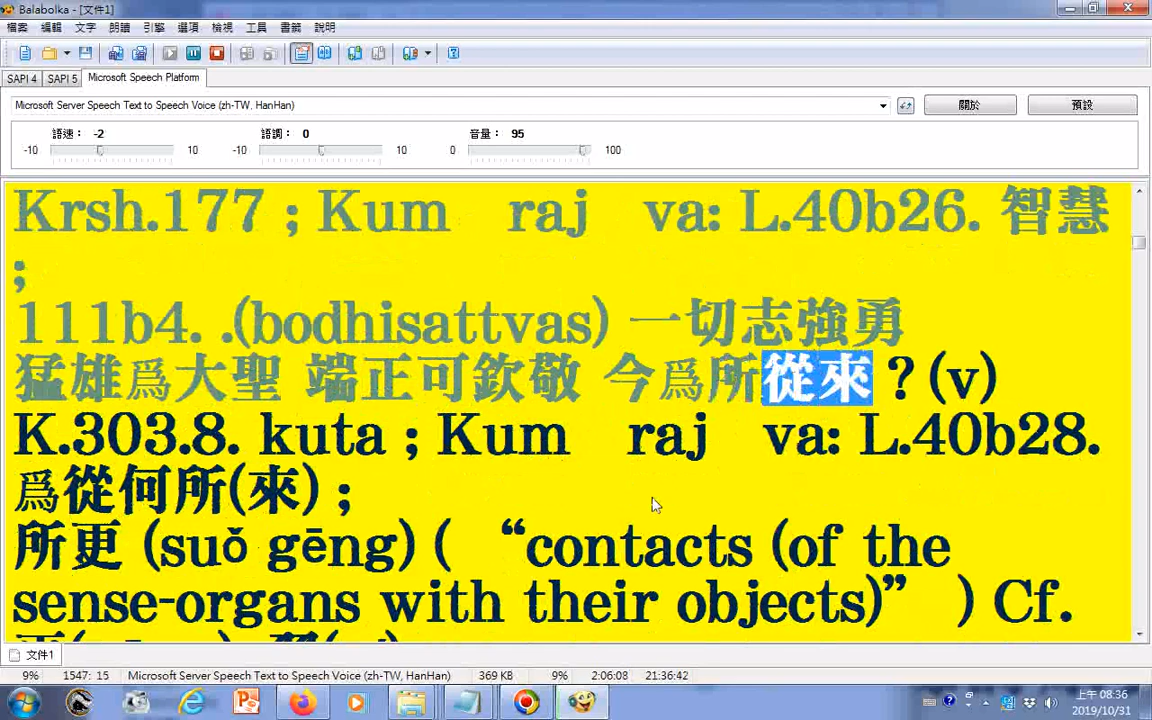 Balabolka - [文件1]
檔案 編輯 文字 朗讀 引擎 選項 檢視 工具 書籤 說明
SAPI 4 SAPI 5 Microsoft Speech Platform
Microsoft Server Speech Text to Speech Voice (zh-TW, HanHan) 關於 預設
語速： -2 語調： 0 音量： 95
-10 10 -10 10 0 100
Krsh.177 ; Kum raj va: L.40b26. 智慧
;
111b4. .(bodhisattvas) 一切志強勇
猛雄爲大聖 端正可欽敬 今爲所從來？(v)
K.303.8. kuta ; Kum raj va: L.40b28.
爲從何所(來)；
所更 (suǒ gēng) ( “contacts (of the
sense-organs with their objects)” ) Cf.
文件1
9% 1547: 15 Microsoft Server Speech Text to Speech Voice (zh-TW, HanHan) 369 KB 9% 2:06:08 21:36:42
上午 08:36
2019/10/31